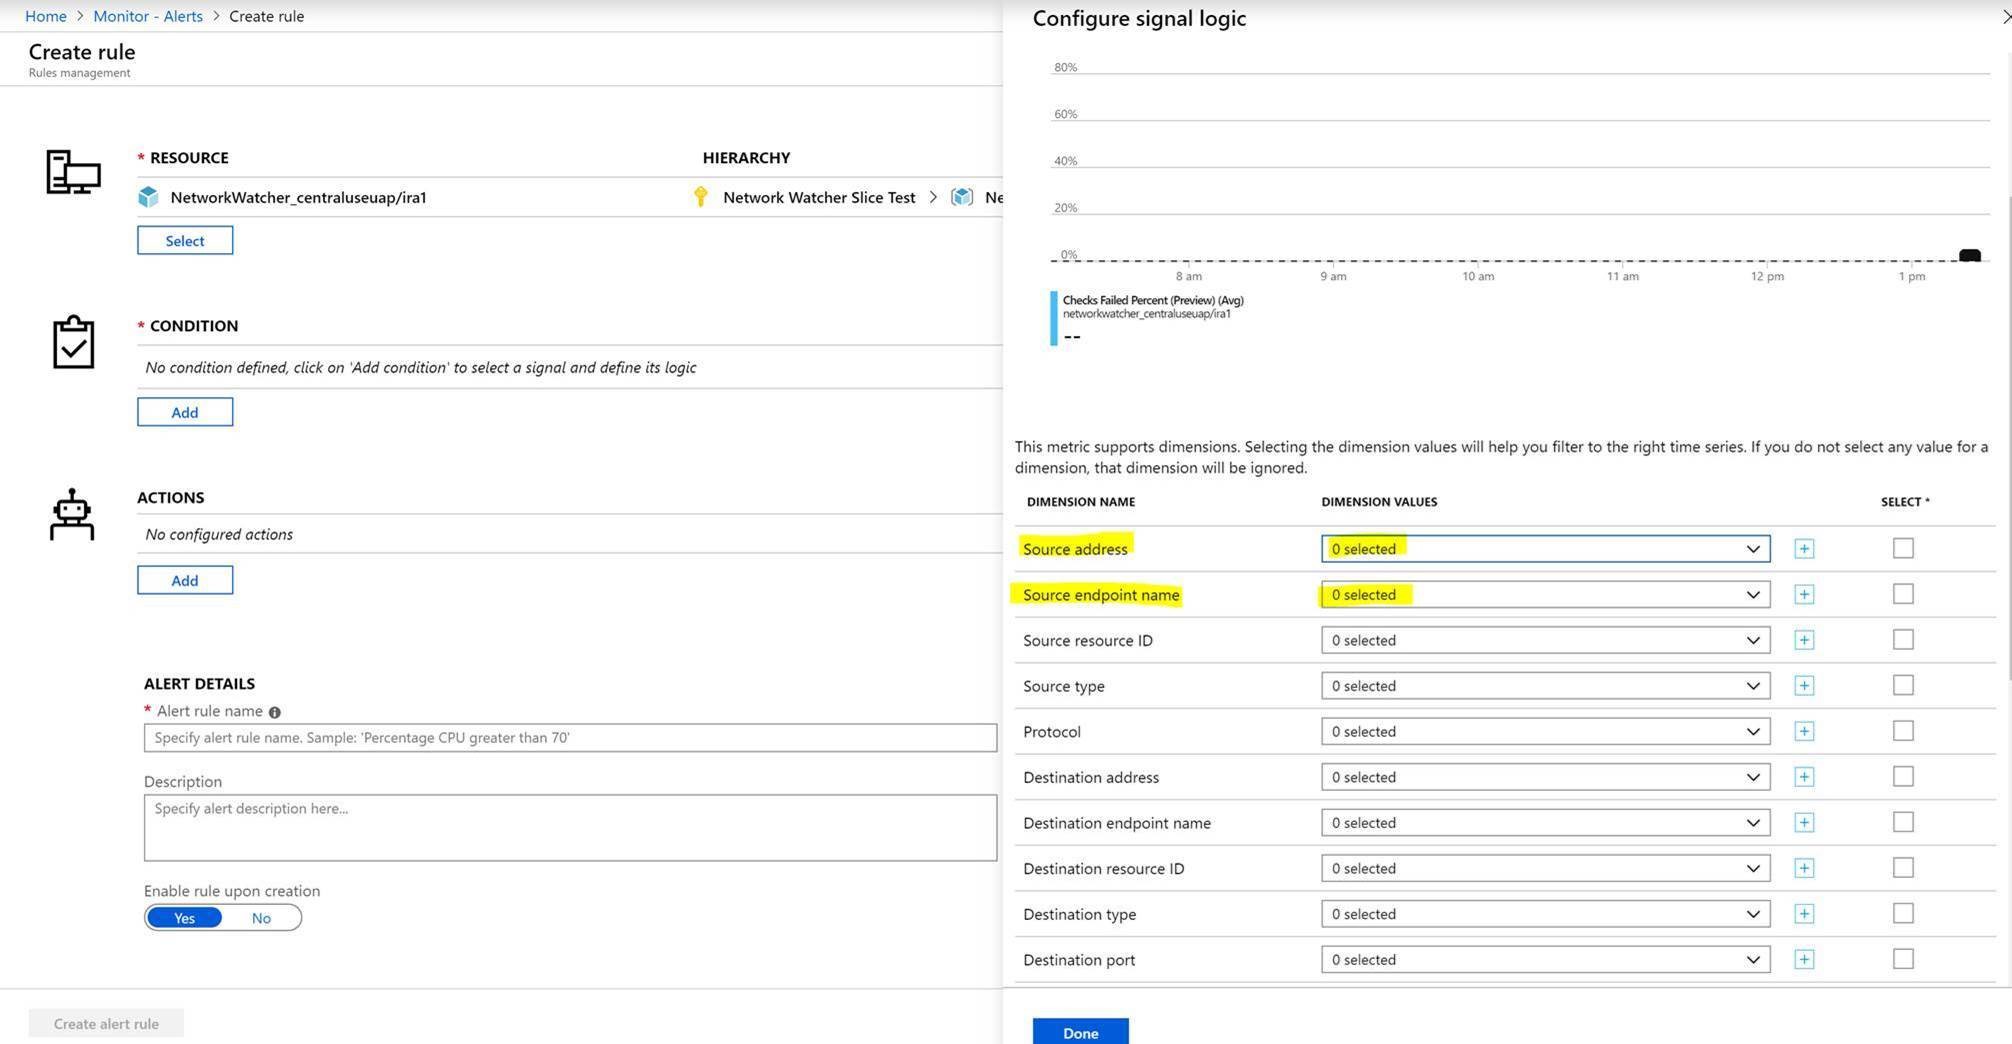 Home > Monitor - Alerts > Create rule
Create rule
Rules management
* RESOURCE HIERARCHY
NetworkWatcher_centraluseuap/ira1 Network Watcher Slice Test > Ne
Select
* CONDITION
No condition defined, click on 'Add condition' to select a signal and define its logic
Add
ACTIONS
No configured actions
Add
ALERT DETAILS
* Alert rule name
Specify alert rule name. Sample: 'Percentage CPU greater than 70'
Description
Specify alert description here...
Enable rule upon creation
Yes No
Create alert rule
Configure signal logic
80%
60%
40%
20%
0%
8 am 9 am 10 am 11 am 12 pm 1 pm
Checks Failed Percent (Preview) (Avg)
networkwatcher_centraluseuap/ira1
--
This metric supports dimensions. Selecting the dimension values will help you filter to the right time series. If you do not select any value for a
dimension, that dimension will be ignored.
DIMENSION NAME DIMENSION VALUES SELECT *
Source address 0 selected
Source endpoint name 0 selected
Source resource ID 0 selected
Source type 0 selected
Protocol 0 selected
Destination address 0 selected
Destination endpoint name 0 selected
Destination resource ID 0 selected
Destination type 0 selected
Destination port 0 selected
Done